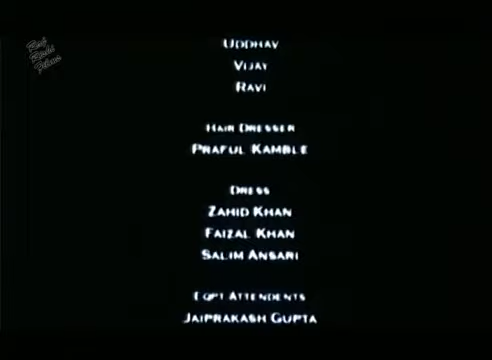 UDDHAV
VIJAY
RAVI
HAIR DRESSER
PRAFUL KAMBLE
DRESS
ZAHID KHAN
FAIZAL KHAN
SALIM ANSARI
EQPT ATTENDENTS
JAIPRAKASH GUPTA